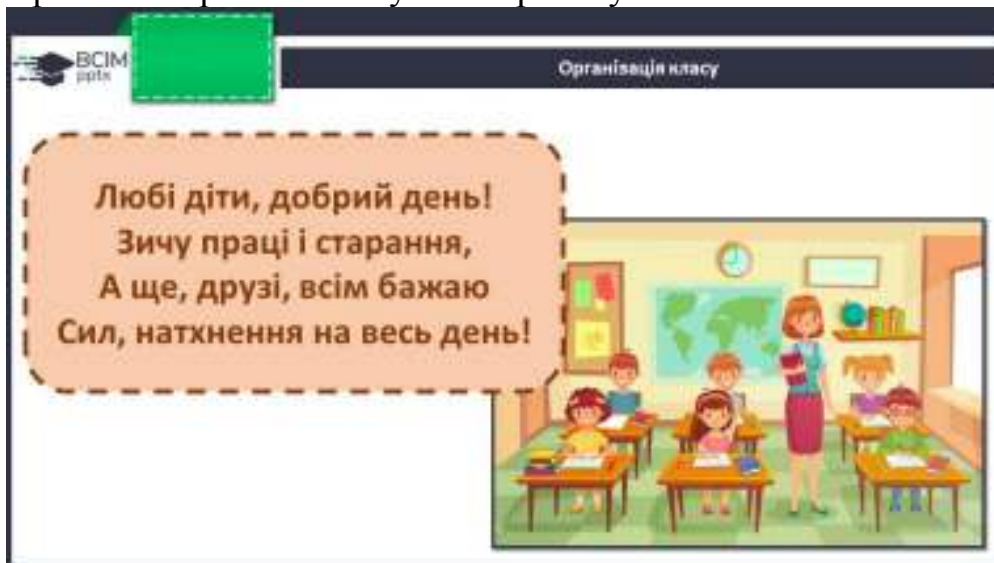 ВСІМ
pptx
Організація класу
Любі діти, добрий день!
Зичу праці і старання,
А ще, друзі, всім бажаю
Сил, натхнення на весь день!